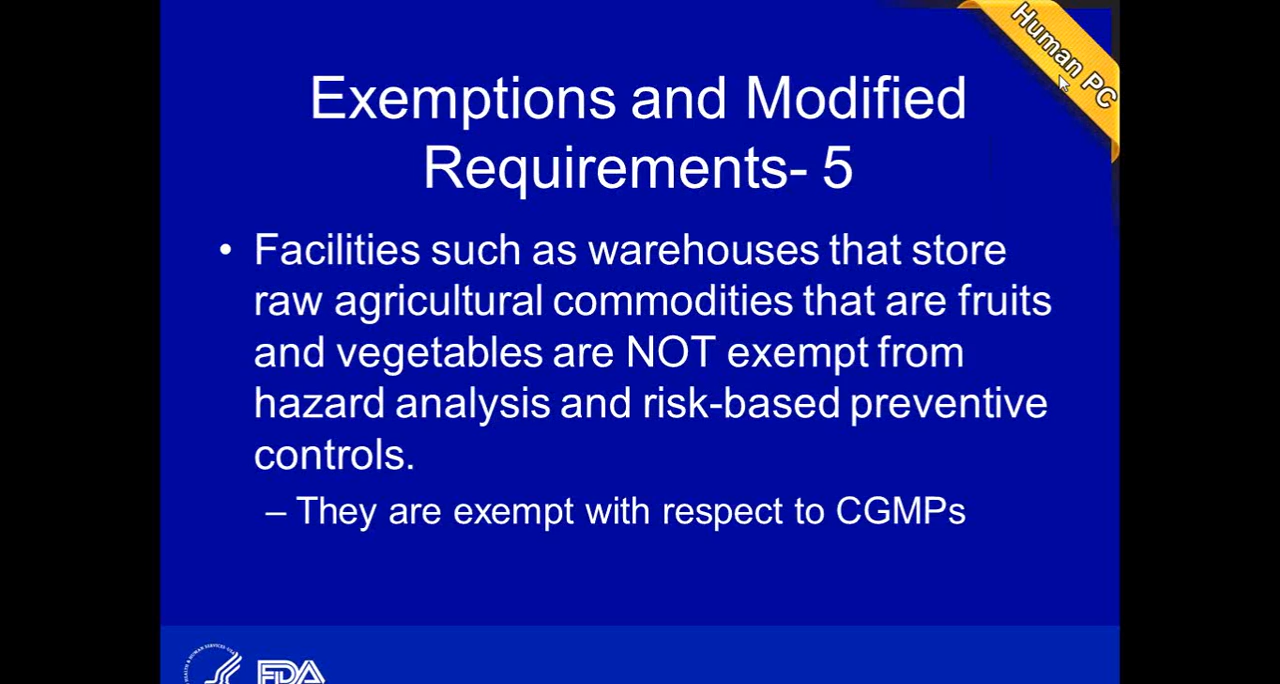 Human PC
Exemptions and Modified
Requirements- 5
• Facilities such as warehouses that store
raw agricultural commodities that are fruits
and vegetables are NOT exempt from
hazard analysis and risk-based preventive
controls.
– They are exempt with respect to CGMPs
FDA